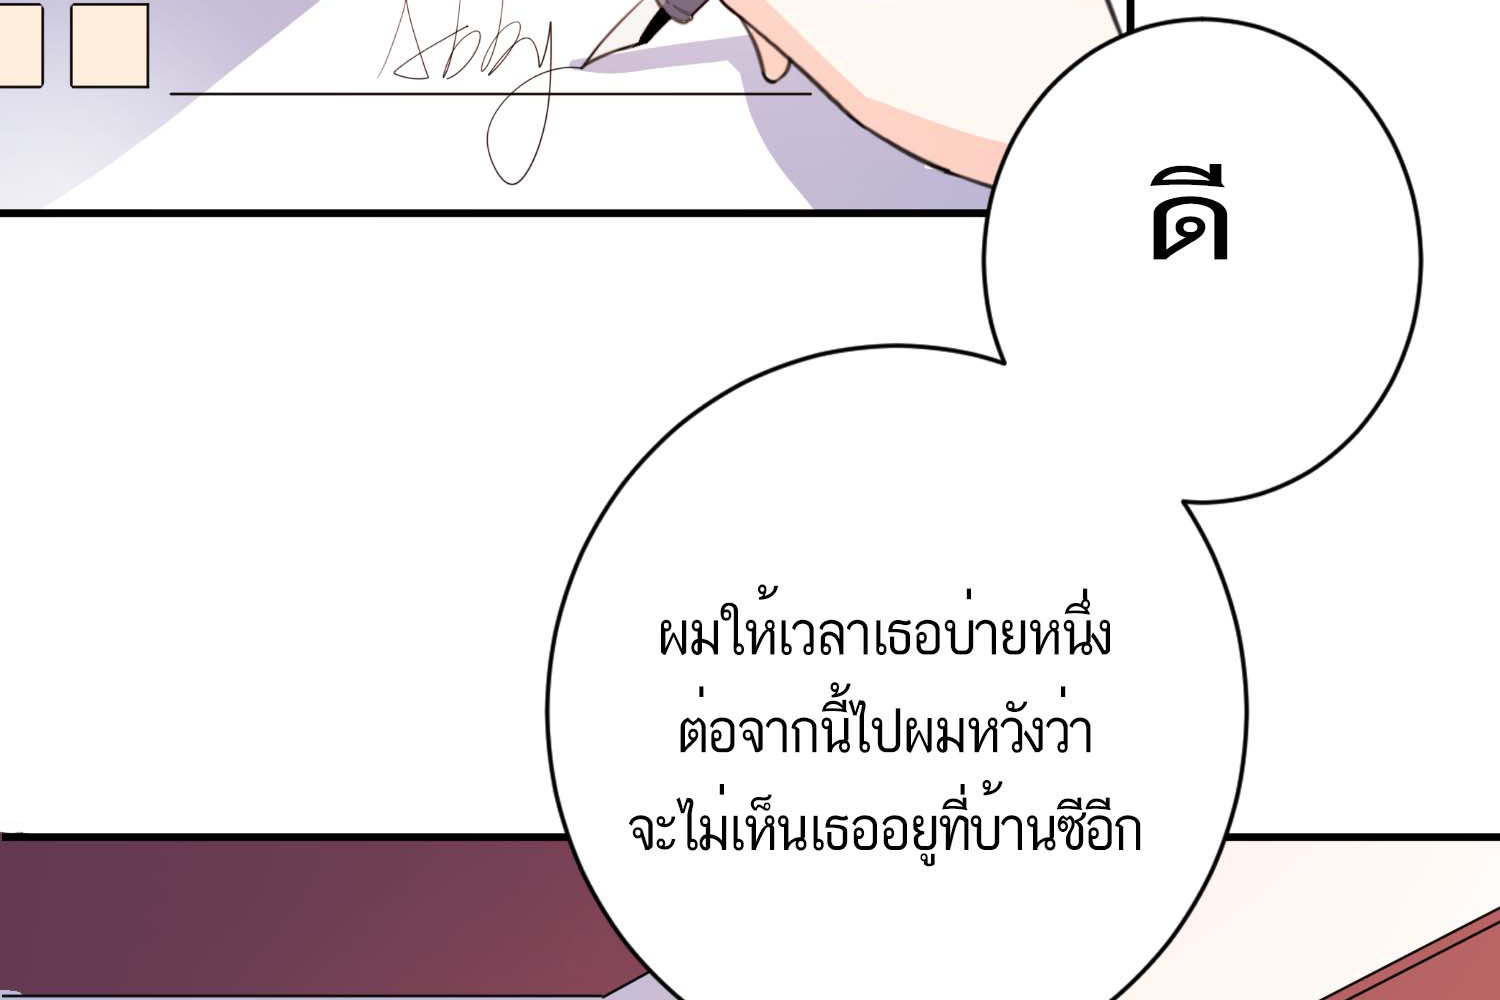 Abby
ดี
ผมให้เวลาเธอบ่ายหนึ่ง
ต่อจากนี้ไปผมหวังว่า
จะไม่เห็นเธออยูที่บ้านซีอีก